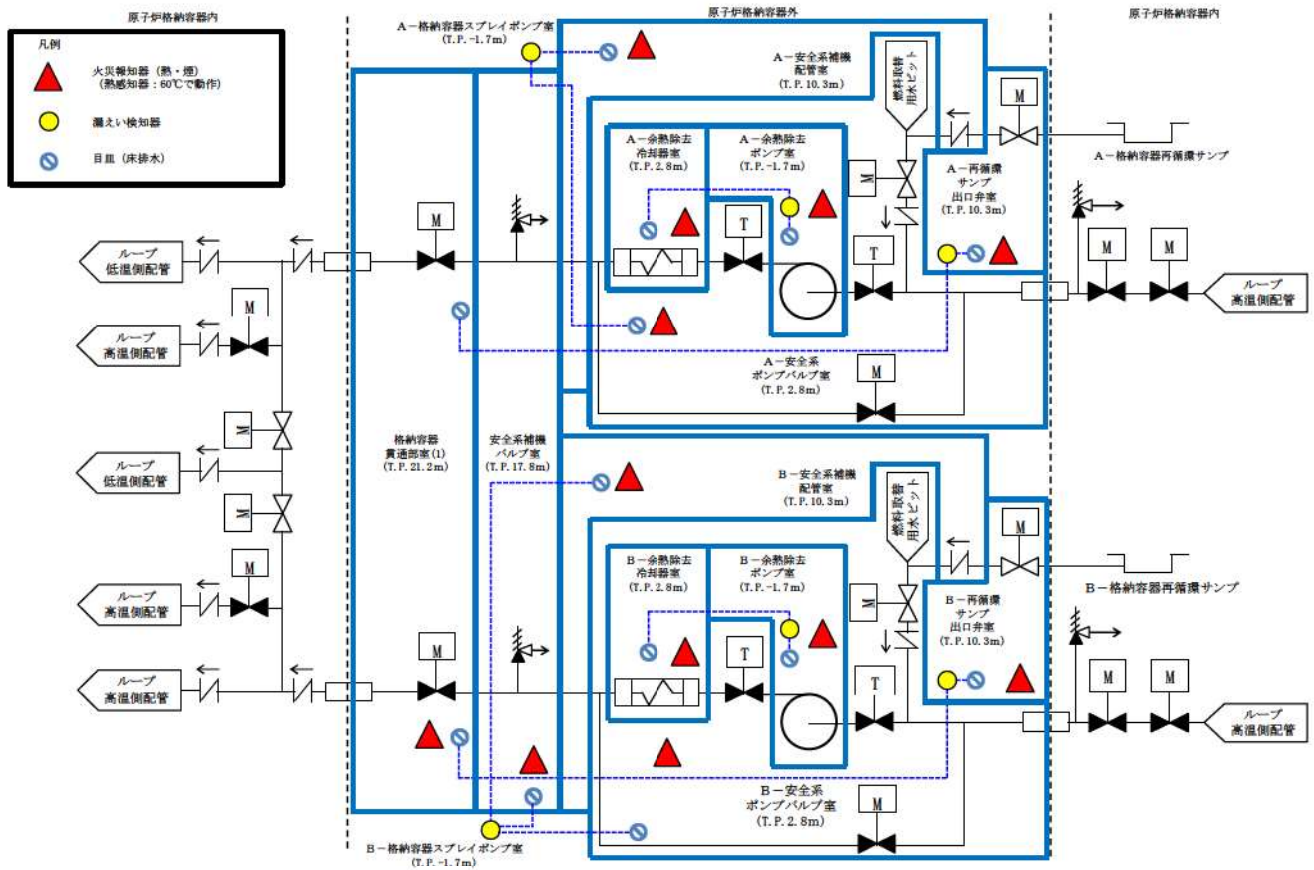 原子炉格納容器内
原子炉格納容器外
原子炉格納容器内
凡例
火災報知器(熱・煙)
(熱感知器:60℃で動作)
漏えい検知器
目皿(床排水)
A-格納容器スプレイポンプ室
(T.P.-1.7m)
A-安全系補機
配管室
(T.P.10.3m)
燃料取替
用水ピット
M
A-格納容器再循環サンプ
A-余熱除去
冷却器室
(T.P.2.8m)
A-余熱除去
ポンプ室
(T.P.-1.7m)
M
A-再循環
サンプ
出口弁室
(T.P.10.3m)
M
T
T
M
M
ループ
低温側配管
ループ
高温側配管
M
ループ
高温側配管
A-安全系
ポンプバルブ室
(T.P.2.8m)
M
M
ループ
低温側配管
格納容器
貫通部室(1)
(T.P.21.2m)
安全系補機
バルブ室
(T.P.17.8m)
B-安全系補機
配管室
(T.P.10.3m)
燃料取替
用水ピット
M
M
B-格納容器再循環サンプ
M
ループ
高温側配管
B-余熱除去
冷却器室
(T.P.2.8m)
B-余熱除去
ポンプ室
(T.P.-1.7m)
M
B-再循環
サンプ
出口弁室
(T.P.10.3m)
M
T
T
M
M
ループ
高温側配管
ループ
高温側配管
B-安全系
ポンプバルブ室
(T.P.2.8m)
M
B-格納容器スプレイポンプ室
(T.P.-1.7m)